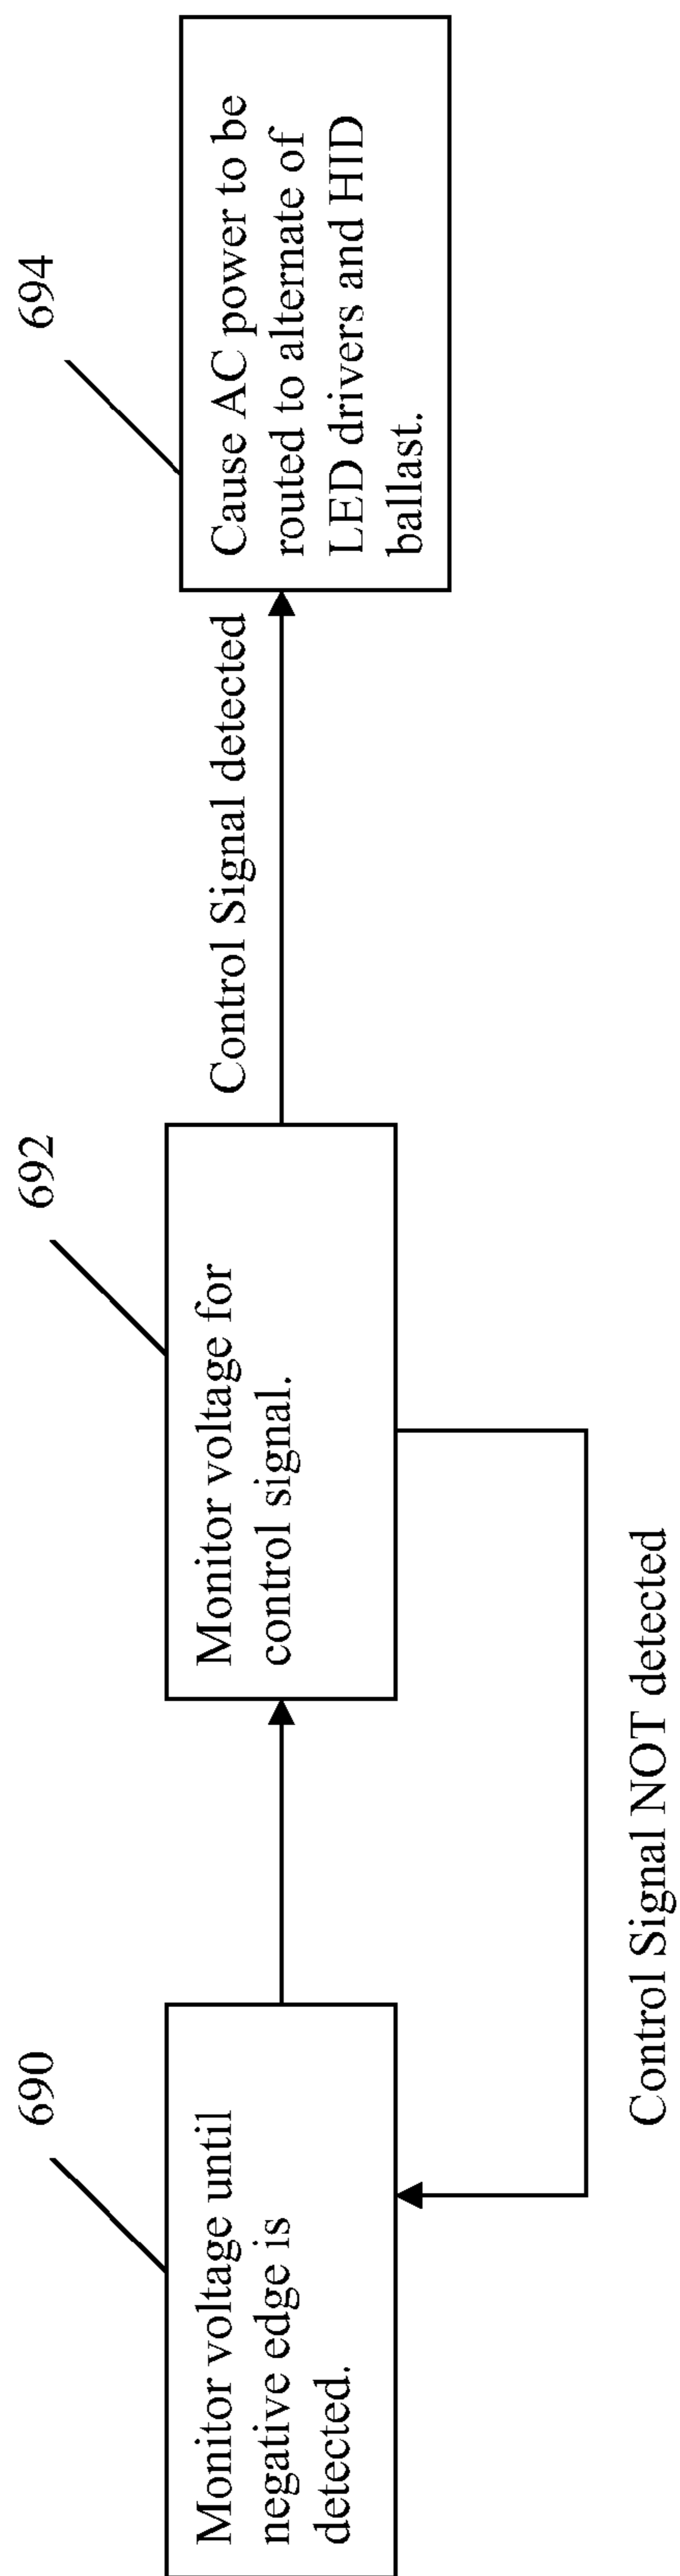 690
Monitor voltage until
negative edge is
detected.
692
Monitor voltage for
control signal.
Control Signal NOT detected
Control Signal detected
694
Cause AC power to be
routed to alternate of
LED drivers and HID
ballast.